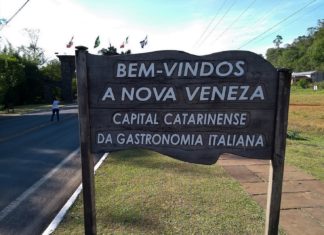 BEM-VINDOS
A NOVA VENEZA
CAPITAL CATARINENSE
DA GASTRONOMIA ITALIANA